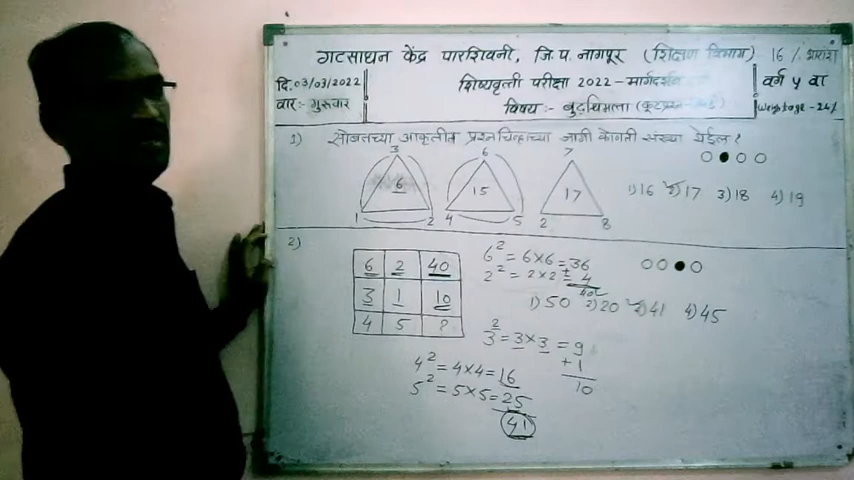 गटसाधन केंद्र पारशिवनी, जि.प. नागपूर (शिक्षण विभाग) 16 /
दि.03/03/2022
वार:- गुरूवार
शिष्यवृत्ती परीक्षा 2022 - मार्गदर्शन
विषय:- बुद्धिमत्ता
वर्ग 5 वा
Weightage - 24%
1) सोबतच्या आकृतीत प्रश्नचिन्हाच्या जागी कोणती संख्या येईल?
3 6 7
6 15 17
1 2 4 5 2 8
1) 16 2) 17 3) 18 4) 19
2)
6 2 40
3 1 10
4 5 ?
6² = 6×6 = 36
2² = 2×2 = + 4
40
1) 50 2) 20 3) 41 4) 45
3² = 3×3 = 9
+ 1
10
4² = 4×4 = 16
5² = 5×5 = 25
41